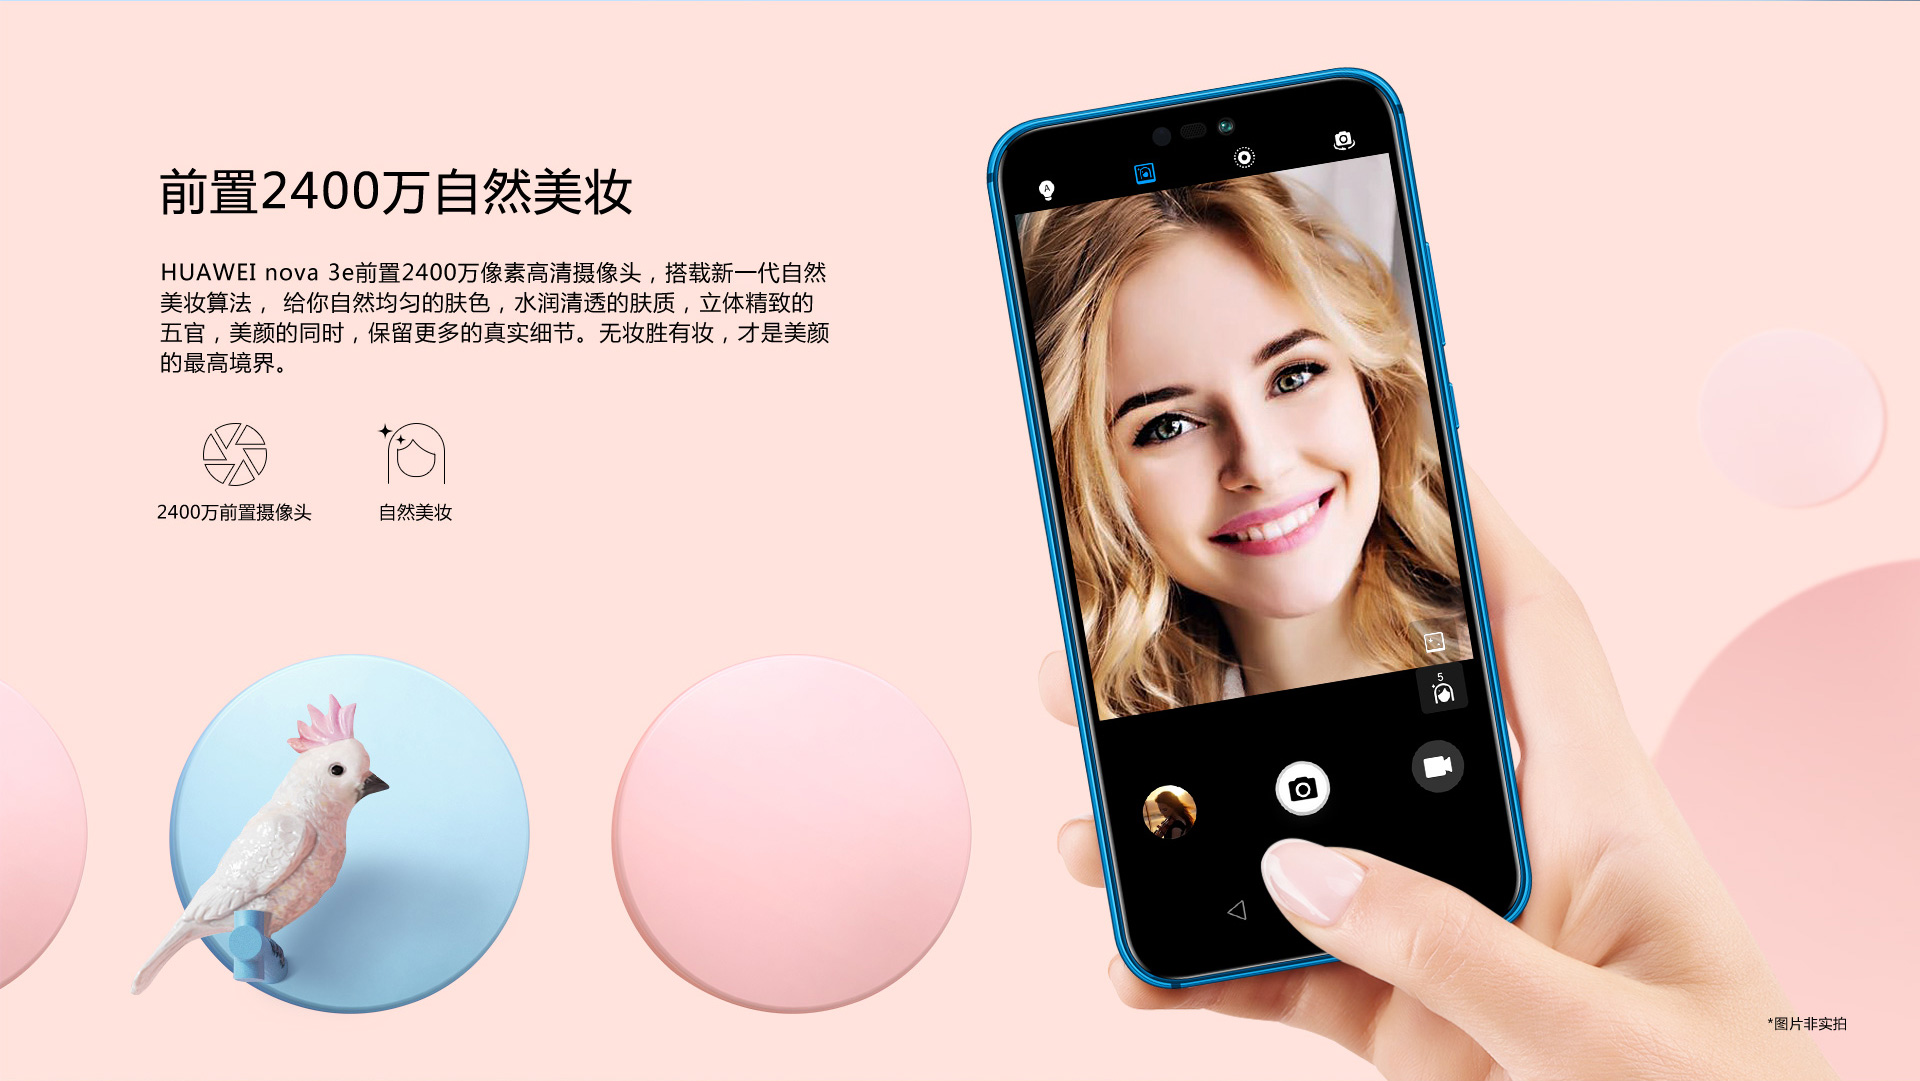 前置2400万自然美妆
HUAWEI nova 3e前置2400万像素高清摄像头，搭载新一代自然
美妆算法， 给你自然均匀的肤色，水润清透的肤质，立体精致的
五官，美颜的同时，保留更多的真实细节。无妆胜有妆，才是美颜
的最高境界。
2400万前置摄像头
自然美妆
A
5
*图片非实拍